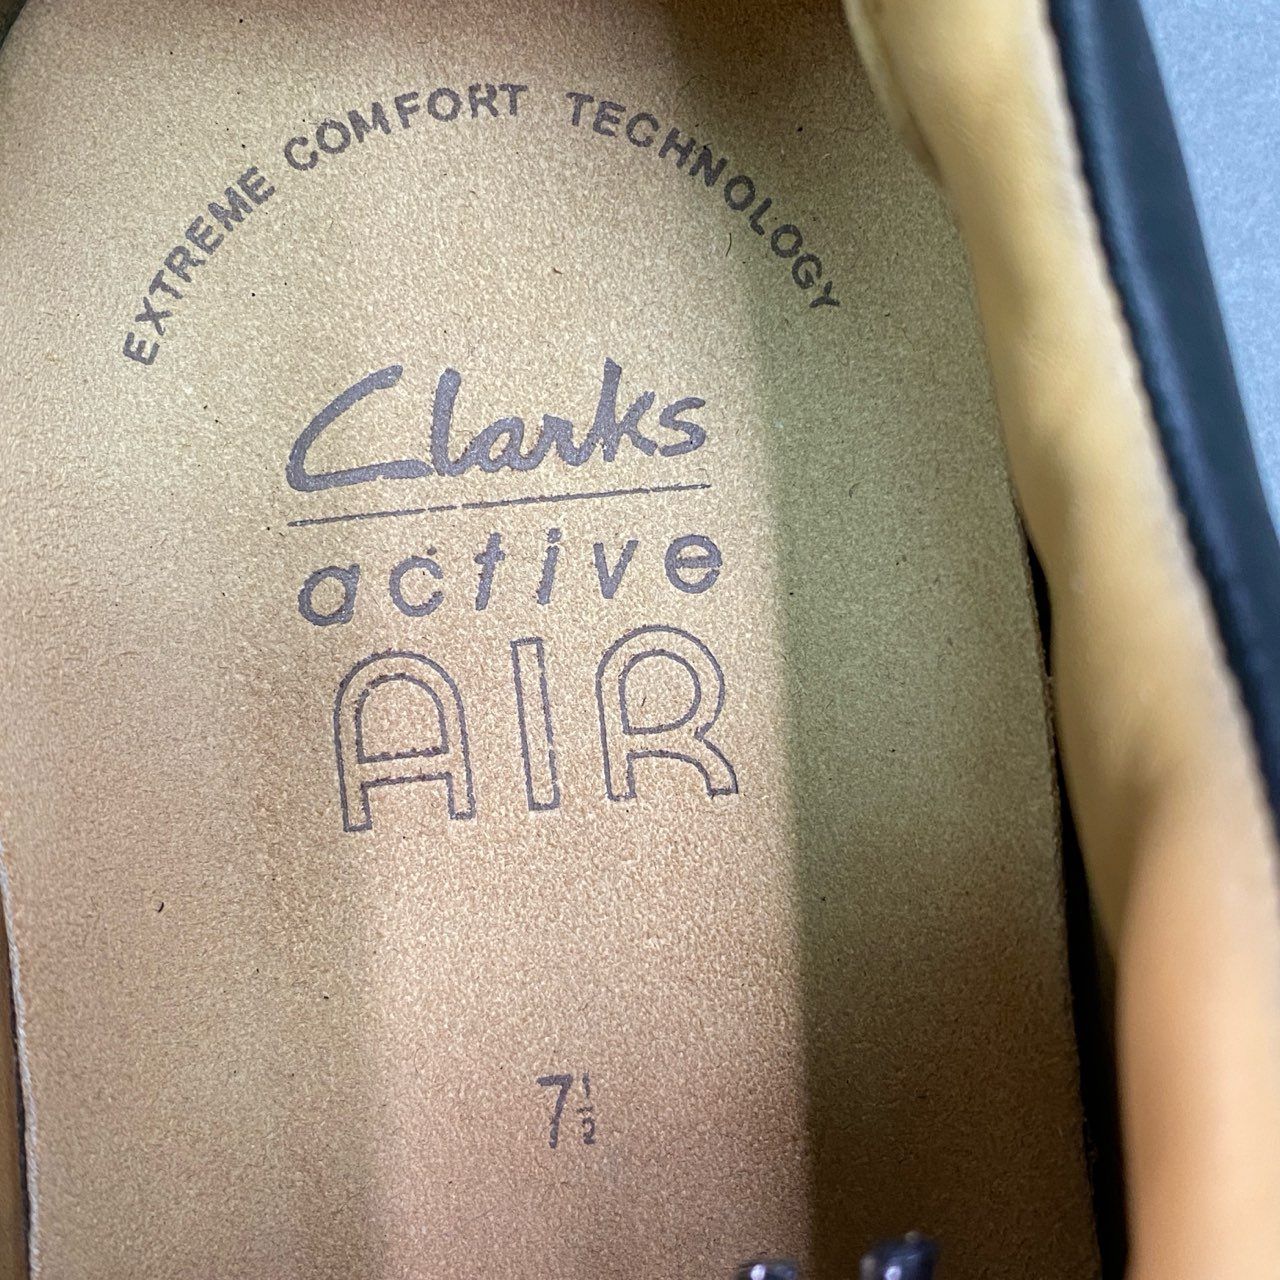 EXTREME COMFORT TECHNOLOGY
Clarks
active
AIR
7½